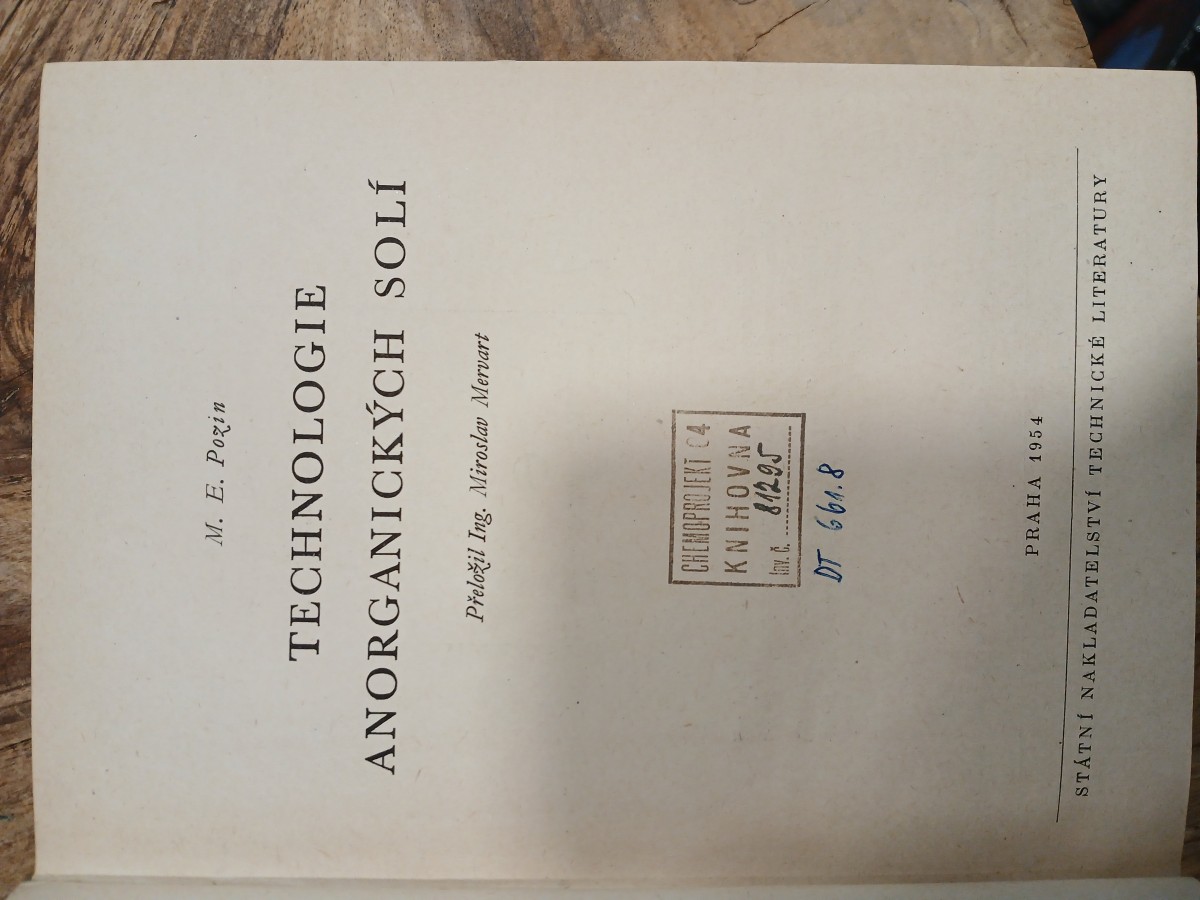 M. E. Pozin
TECHNOLOGIE
ANORGANICKÝCH SOLÍ
Přeložil Ing. Miroslav Mervart
CHEMOPROJEKT 04
KNIHOVNA
Inv. č. 81295
DT 661.8
PRAHA 1954
STÁTNÍ NAKLADATELSTVÍ TECHNICKÉ LITERATURY